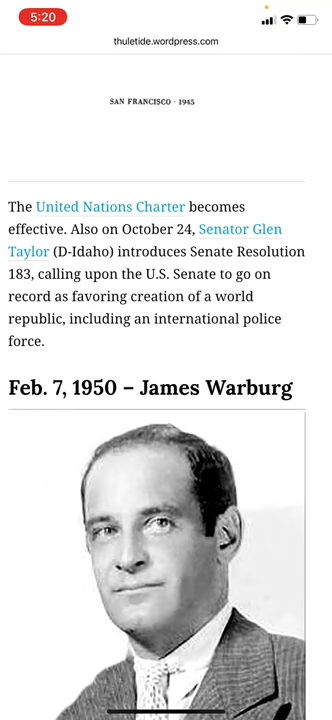 5:20
thuletide.wordpress.com
SAN FRANCISCO · 1945
The United Nations Charter becomes
effective. Also on October 24, Senator Glen
Taylor (D-Idaho) introduces Senate Resolution
183, calling upon the U.S. Senate to go on
record as favoring creation of a world
republic, including an international police
force.
Feb. 7, 1950 – James Warburg